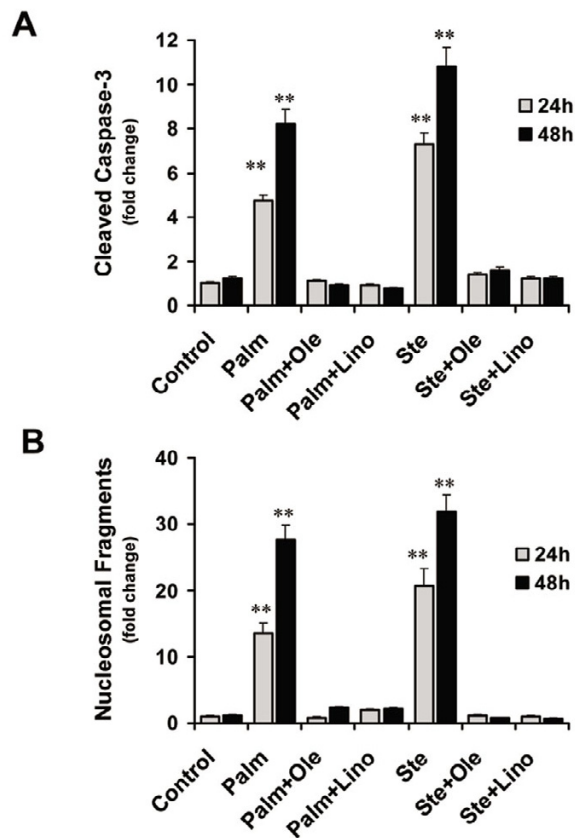 A
Cleaved Caspase-3
(fold change)
12
10
8
6
4
2
0
**
**
**
**
24h
48h
Control
Palm
Palm+Ole
Palm+Lino
Ste
Ste+Ole
Ste+Lino
B
Nucleosomal Fragments
(fold change)
40
30
20
10
0
**
**
**
**
24h
48h
Control
Palm
Palm+Ole
Palm+Lino
Ste
Ste+Ole
Ste+Lino